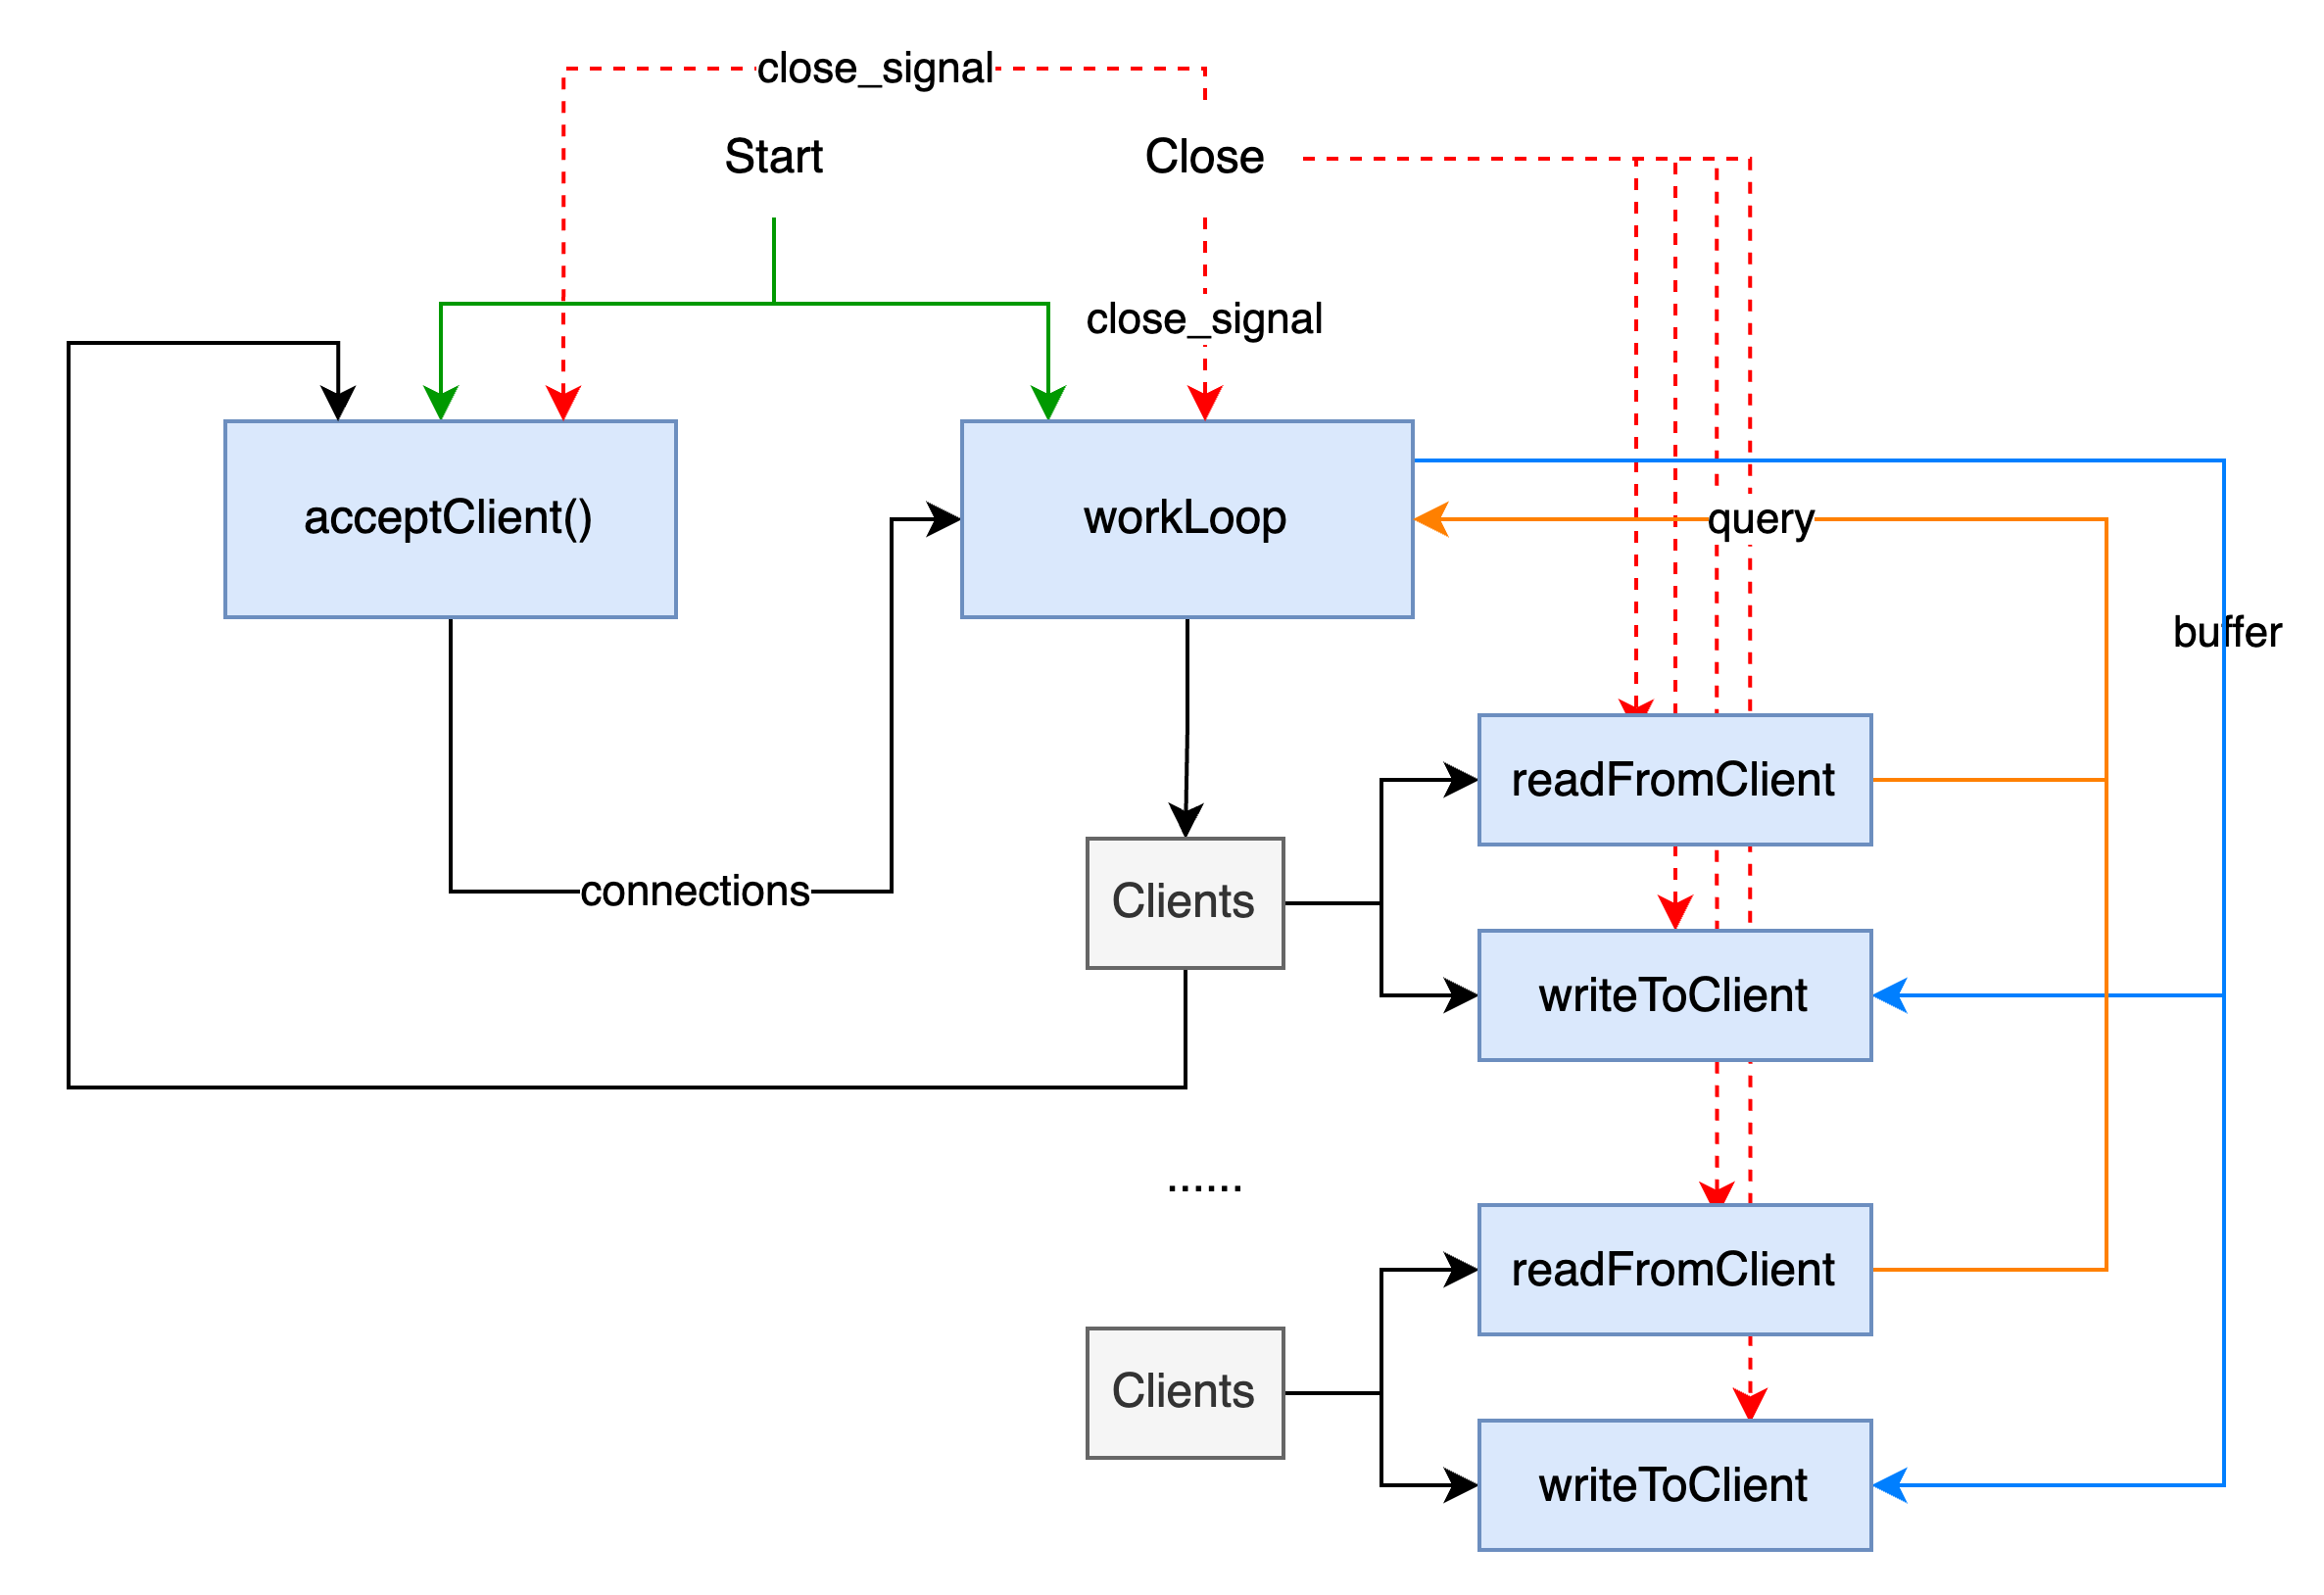 close_signal
Start
Close
close_signal
acceptClient()
workLoop
query
buffer
readFromClient
connections
Clients
writeToClient
......
readFromClient
Clients
writeToClient